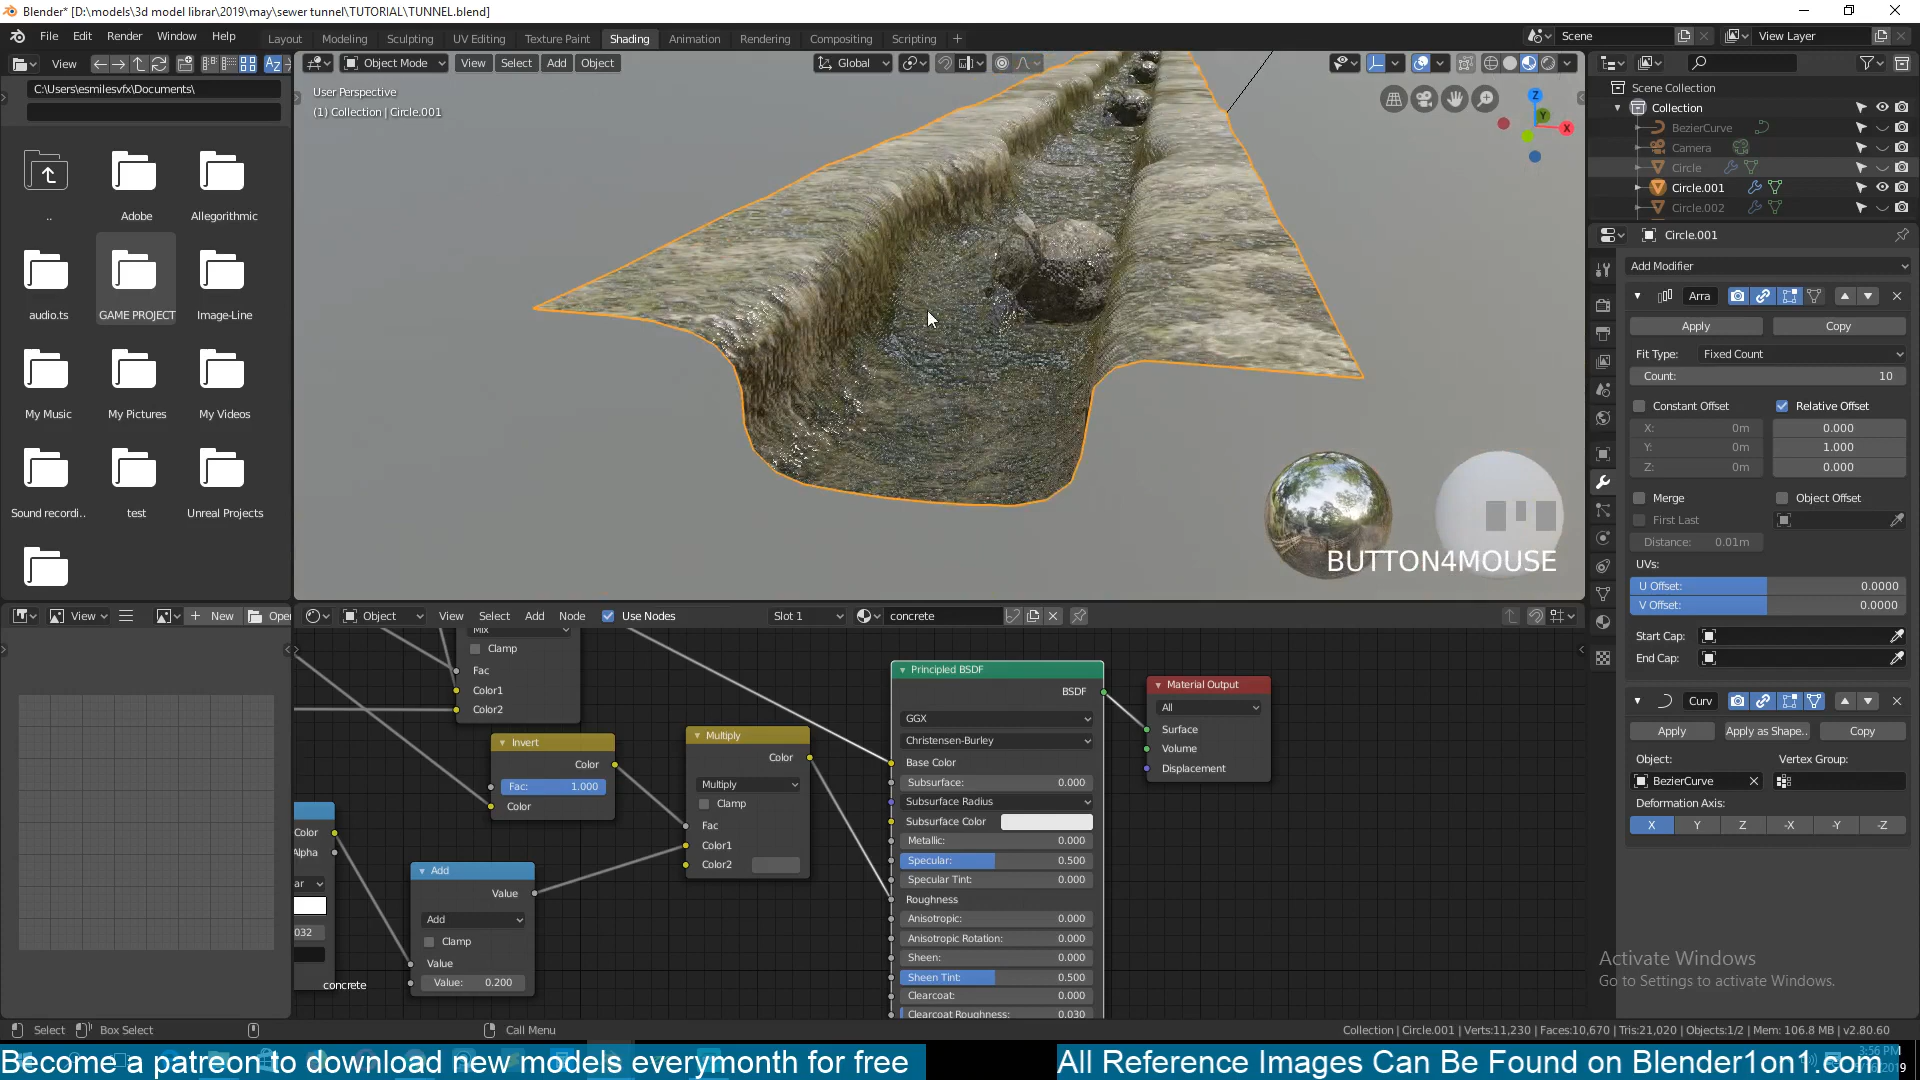 Blender* [D:\models\3d model librar\2019\may\sewer tunnel\TUTORIAL\TUNNEL.blend]
File Edit Render Window Help
Layout Modeling Sculpting UV Editing Texture Paint Shading Animation Rendering Compositing Scripting
Scene
View Layer
View
Object Mode View Select Add Object
Global
C:\Users\esmilesvfx\Documents\
..
Adobe
Allegorithmic
audio.ts
GAME PROJECT
Image-Line
My Music
My Pictures
My Videos
Sound recordi..
test
Unreal Projects
User Perspective
(1) Collection | Circle.001
Z
Y
X
BUTTON4MOUSE
Scene Collection
Collection
BezierCurve
Camera
Circle
Circle.001
Circle.002
Circle.001
Add Modifier
Arra
Apply
Copy
Fit Type: Fixed Count
Count: 10
Constant Offset
Relative Offset
X: 0m
0.000
Y: 0m
1.000
Z: 0m
0.000
Merge
Object Offset
First Last
Distance: 0.01m
UVs:
U Offset: 0.0000
V Offset: 0.0000
Start Cap:
End Cap:
Curv
Apply
Apply as Shape..
Copy
Object:
Vertex Group:
BezierCurve
Deformation Axis:
X Y Z -X -Y -Z
View
New
Ope
Object View Select Add Node Use Nodes
Slot 1
concrete
Mix
Clamp
Fac
Color1
Color2
Invert
Color
Fac: 1.000
Color
Multiply
Color
Multiply
Clamp
Fac
Color1
Color2
Color
Alpha
ar
032
Add
Value
Add
Clamp
Value
Value: 0.200
concrete
Principled BSDF
BSDF
GGX
Christensen-Burley
Base Color
Subsurface: 0.000
Subsurface Radius
Subsurface Color
Metallic: 0.000
Specular: 0.500
Specular Tint: 0.000
Roughness
Anisotropic: 0.000
Anisotropic Rotation: 0.000
Sheen: 0.000
Sheen Tint: 0.500
Clearcoat: 0.000
Clearcoat Roughness: 0.030
Material Output
All
Surface
Volume
Displacement
Activate Windows
Go to Settings to activate Windows.
Select
Box Select
Call Menu
Collection | Circle.001 | Verts:11,230 | Faces:10,670 | Tris:21,020 | Objects:1/2 | Mem: 106.8 MB | v2.80.60
Become a patreon to download new models everymonth for free
All Reference Images Can Be Found on Blender1on1.com
3:56 PM